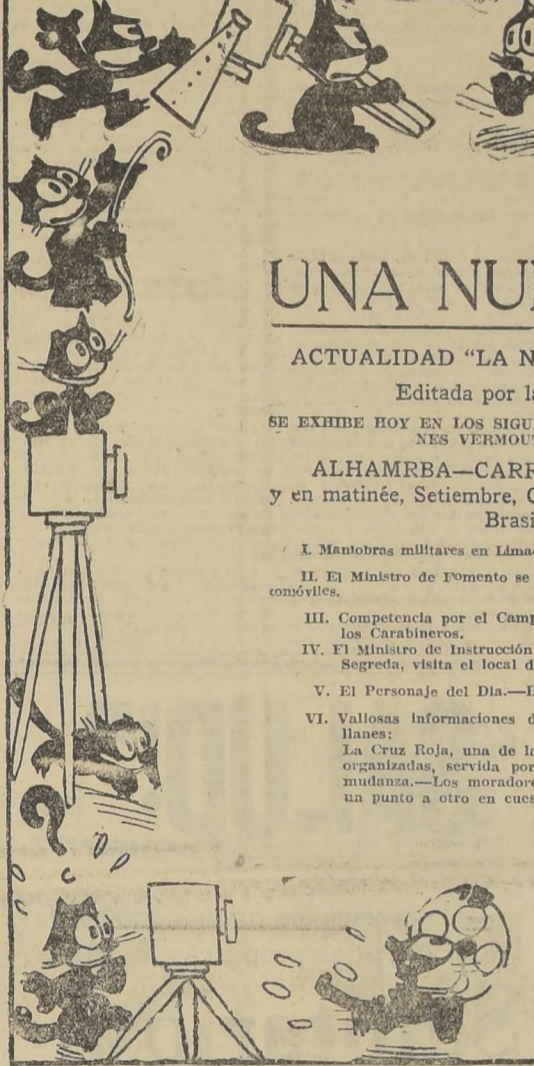 UNA NU
ACTUALIDAD "LA N
Editada por la
SE EXHIBE HOY EN LOS SIGU
NES VERMOU
ALHAMRBA—CARR
y en matinée, Setiembre, C
Brasi
I. Maniobras militares en Lima
II. El Ministro de Fomento se
tomóviles.
III. Competencia por el Camp
los Carabineros.
IV. El Ministro de Instrucción
Segreda, visita el local d
V. El Personaje del Dia.—D
VI. Valiosas informaciones d
llanes:
La Cruz Roja, una de la
organizadas, servida por
mudanza.—Los moradore
un punto a otro en cues
?